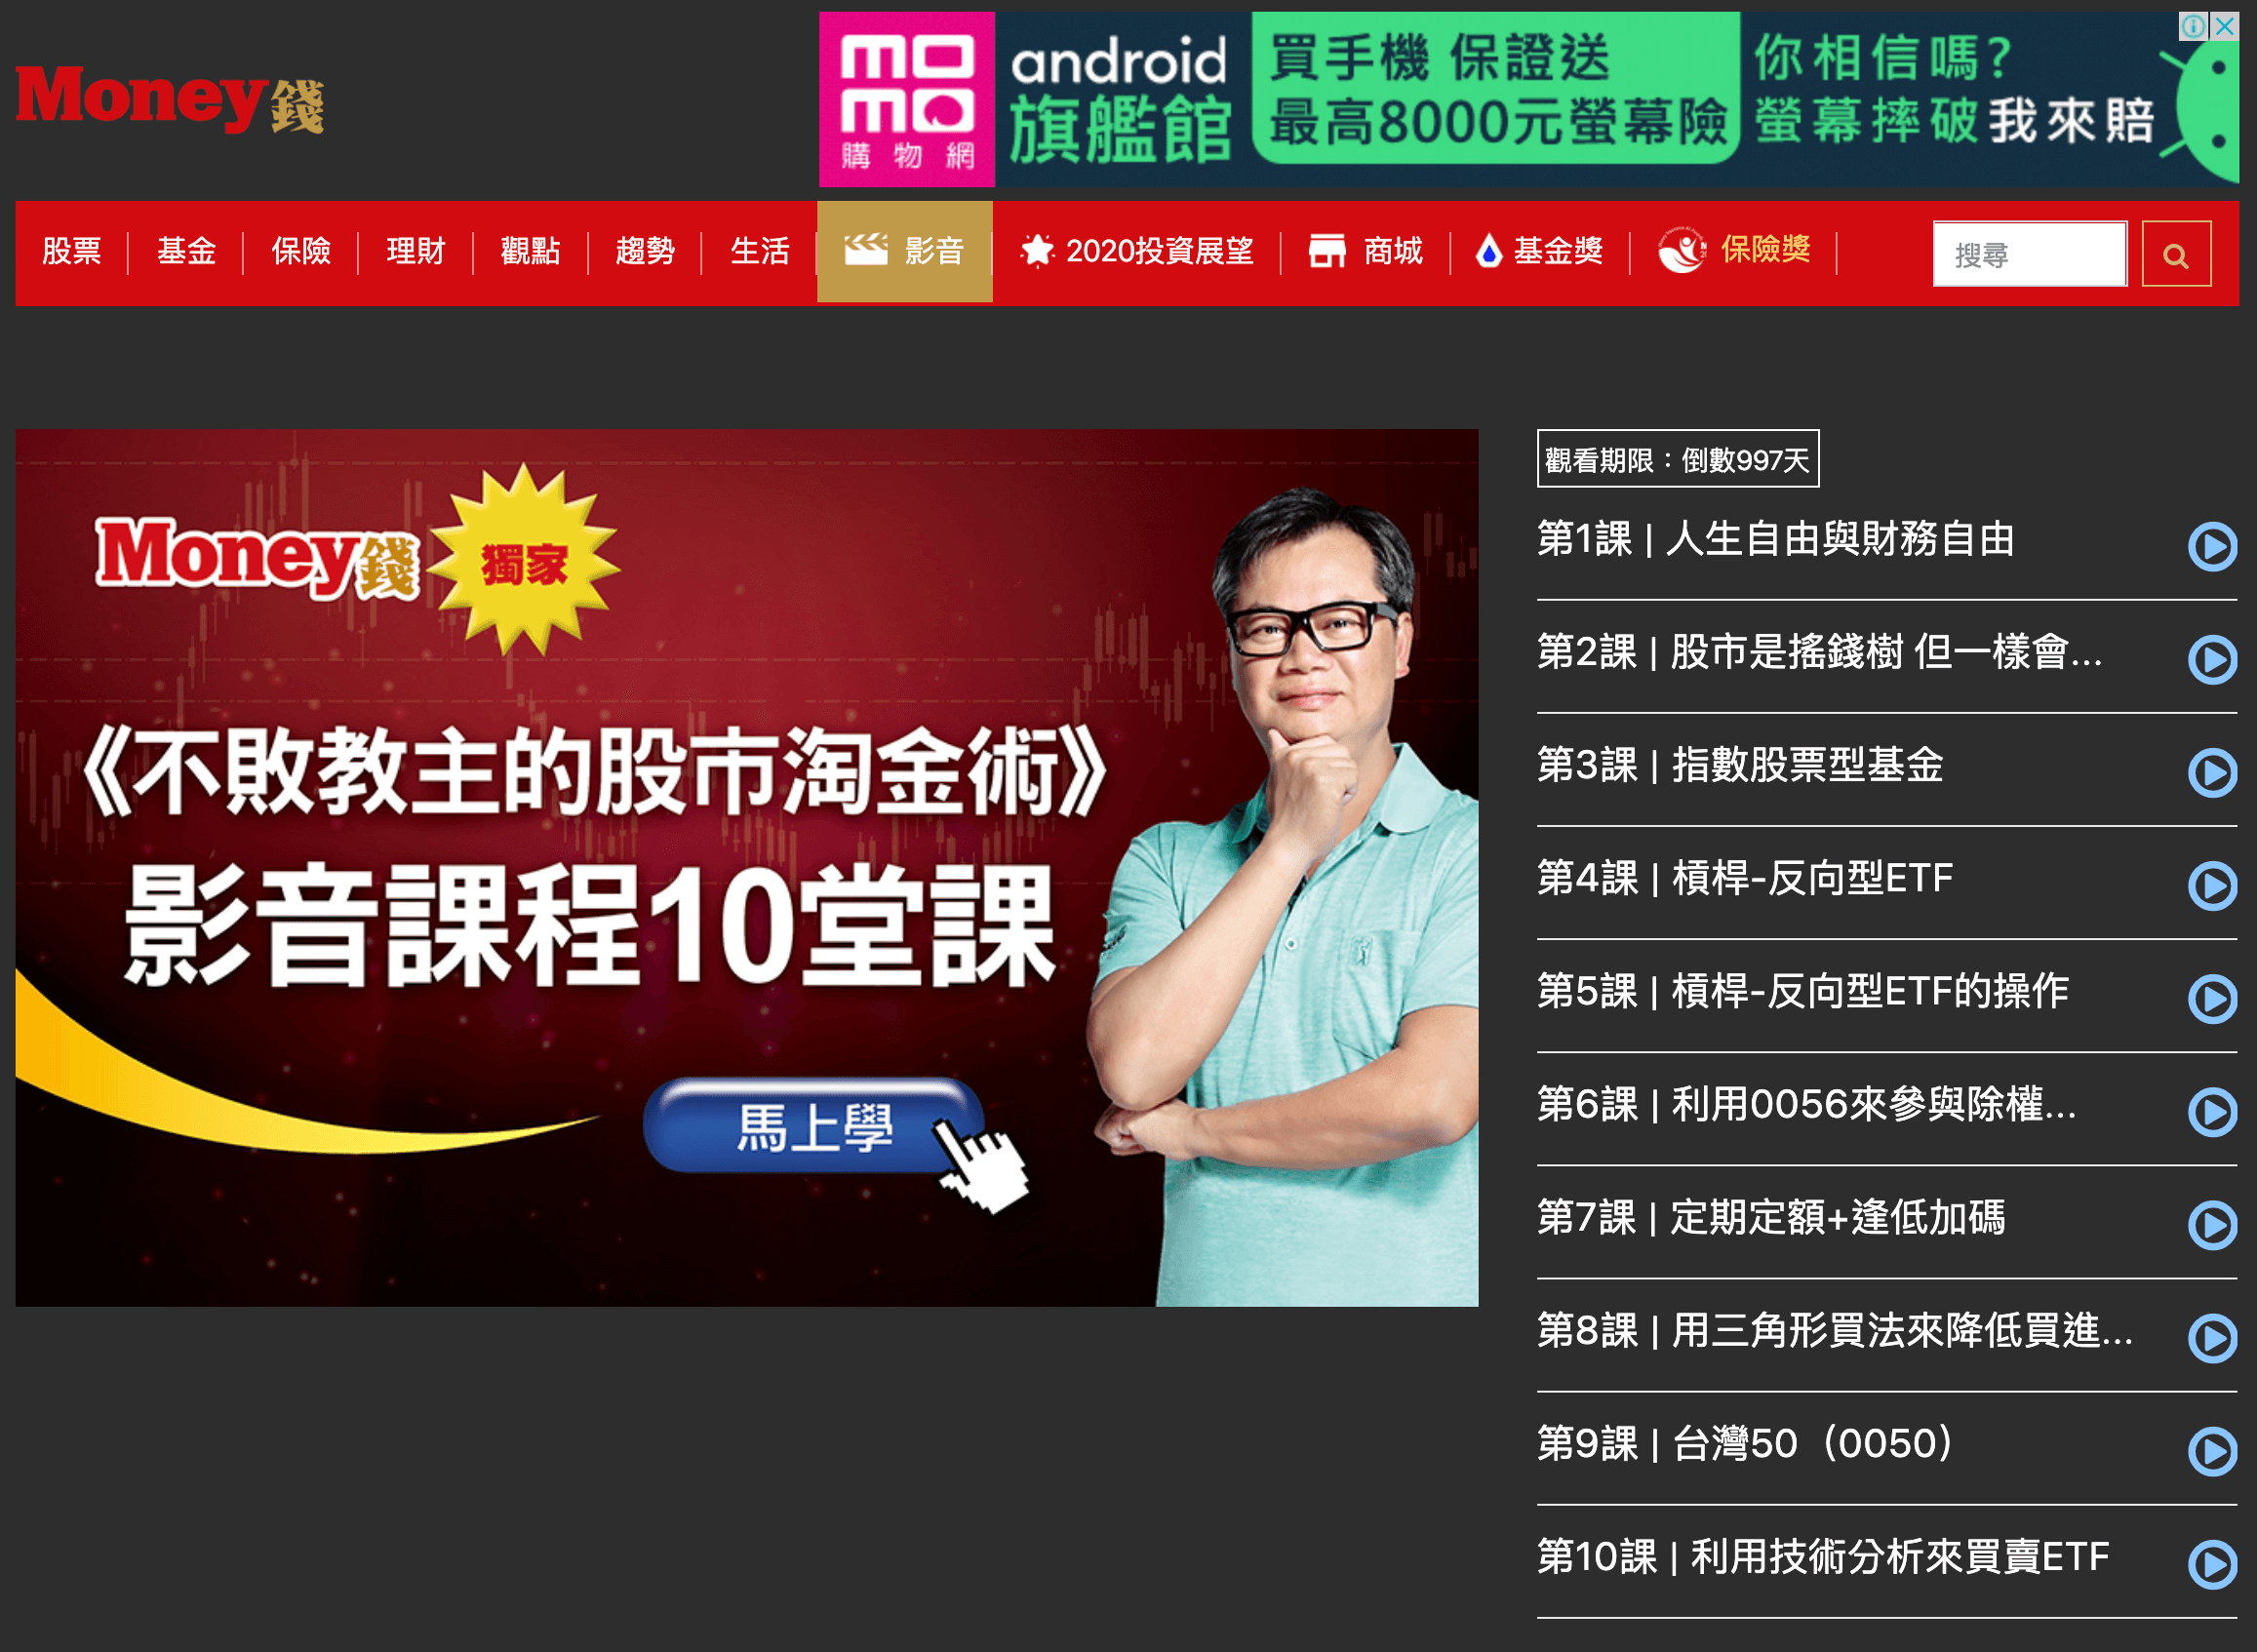 Money錢
momo
購物網
android
旗艦館
買手機 保證送
最高8000元螢幕險
你相信嗎?
螢幕摔破我來賠
股票
基金
保險
理財
觀點
趨勢
生活
影音
2020投資展望
商城
基金獎
保險獎
搜尋
Money錢
獨家
《不敗教主的股市淘金術》
影音課程10堂課
馬上學
觀看期限：倒數997天
第1課 | 人生自由與財務自由
第2課 | 股市是搖錢樹 但一樣會...
第3課 | 指數股票型基金
第4課 | 槓桿-反向型ETF
第5課 | 槓桿-反向型ETF的操作
第6課 | 利用0056來參與除權...
第7課 | 定期定額+逢低加碼
第8課 | 用三角形買法來降低買進...
第9課 | 台灣50（0050）
第10課 | 利用技術分析來買賣ETF